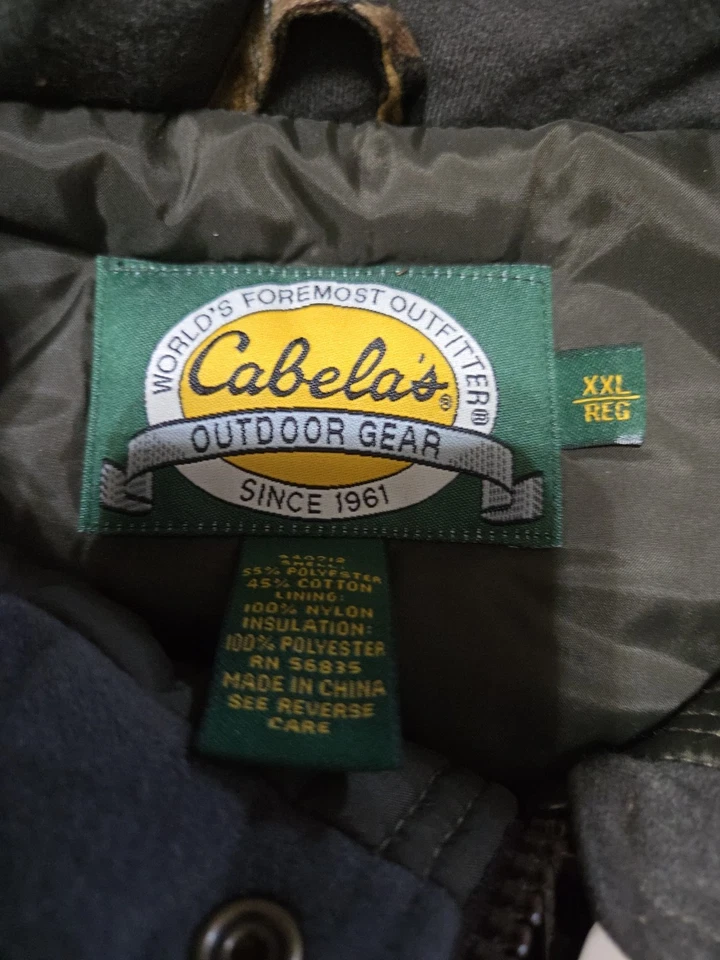 WORLD'S FOREMOST OUTFITTER®
Cabela's®
OUTDOOR GEAR
SINCE 1961
XXL
REG
SHELL:
55% POLYESTER
45% COTTON
LINING:
100% NYLON
INSULATION:
100% POLYESTER
RN 56835
MADE IN CHINA
SEE REVERSE
CARE